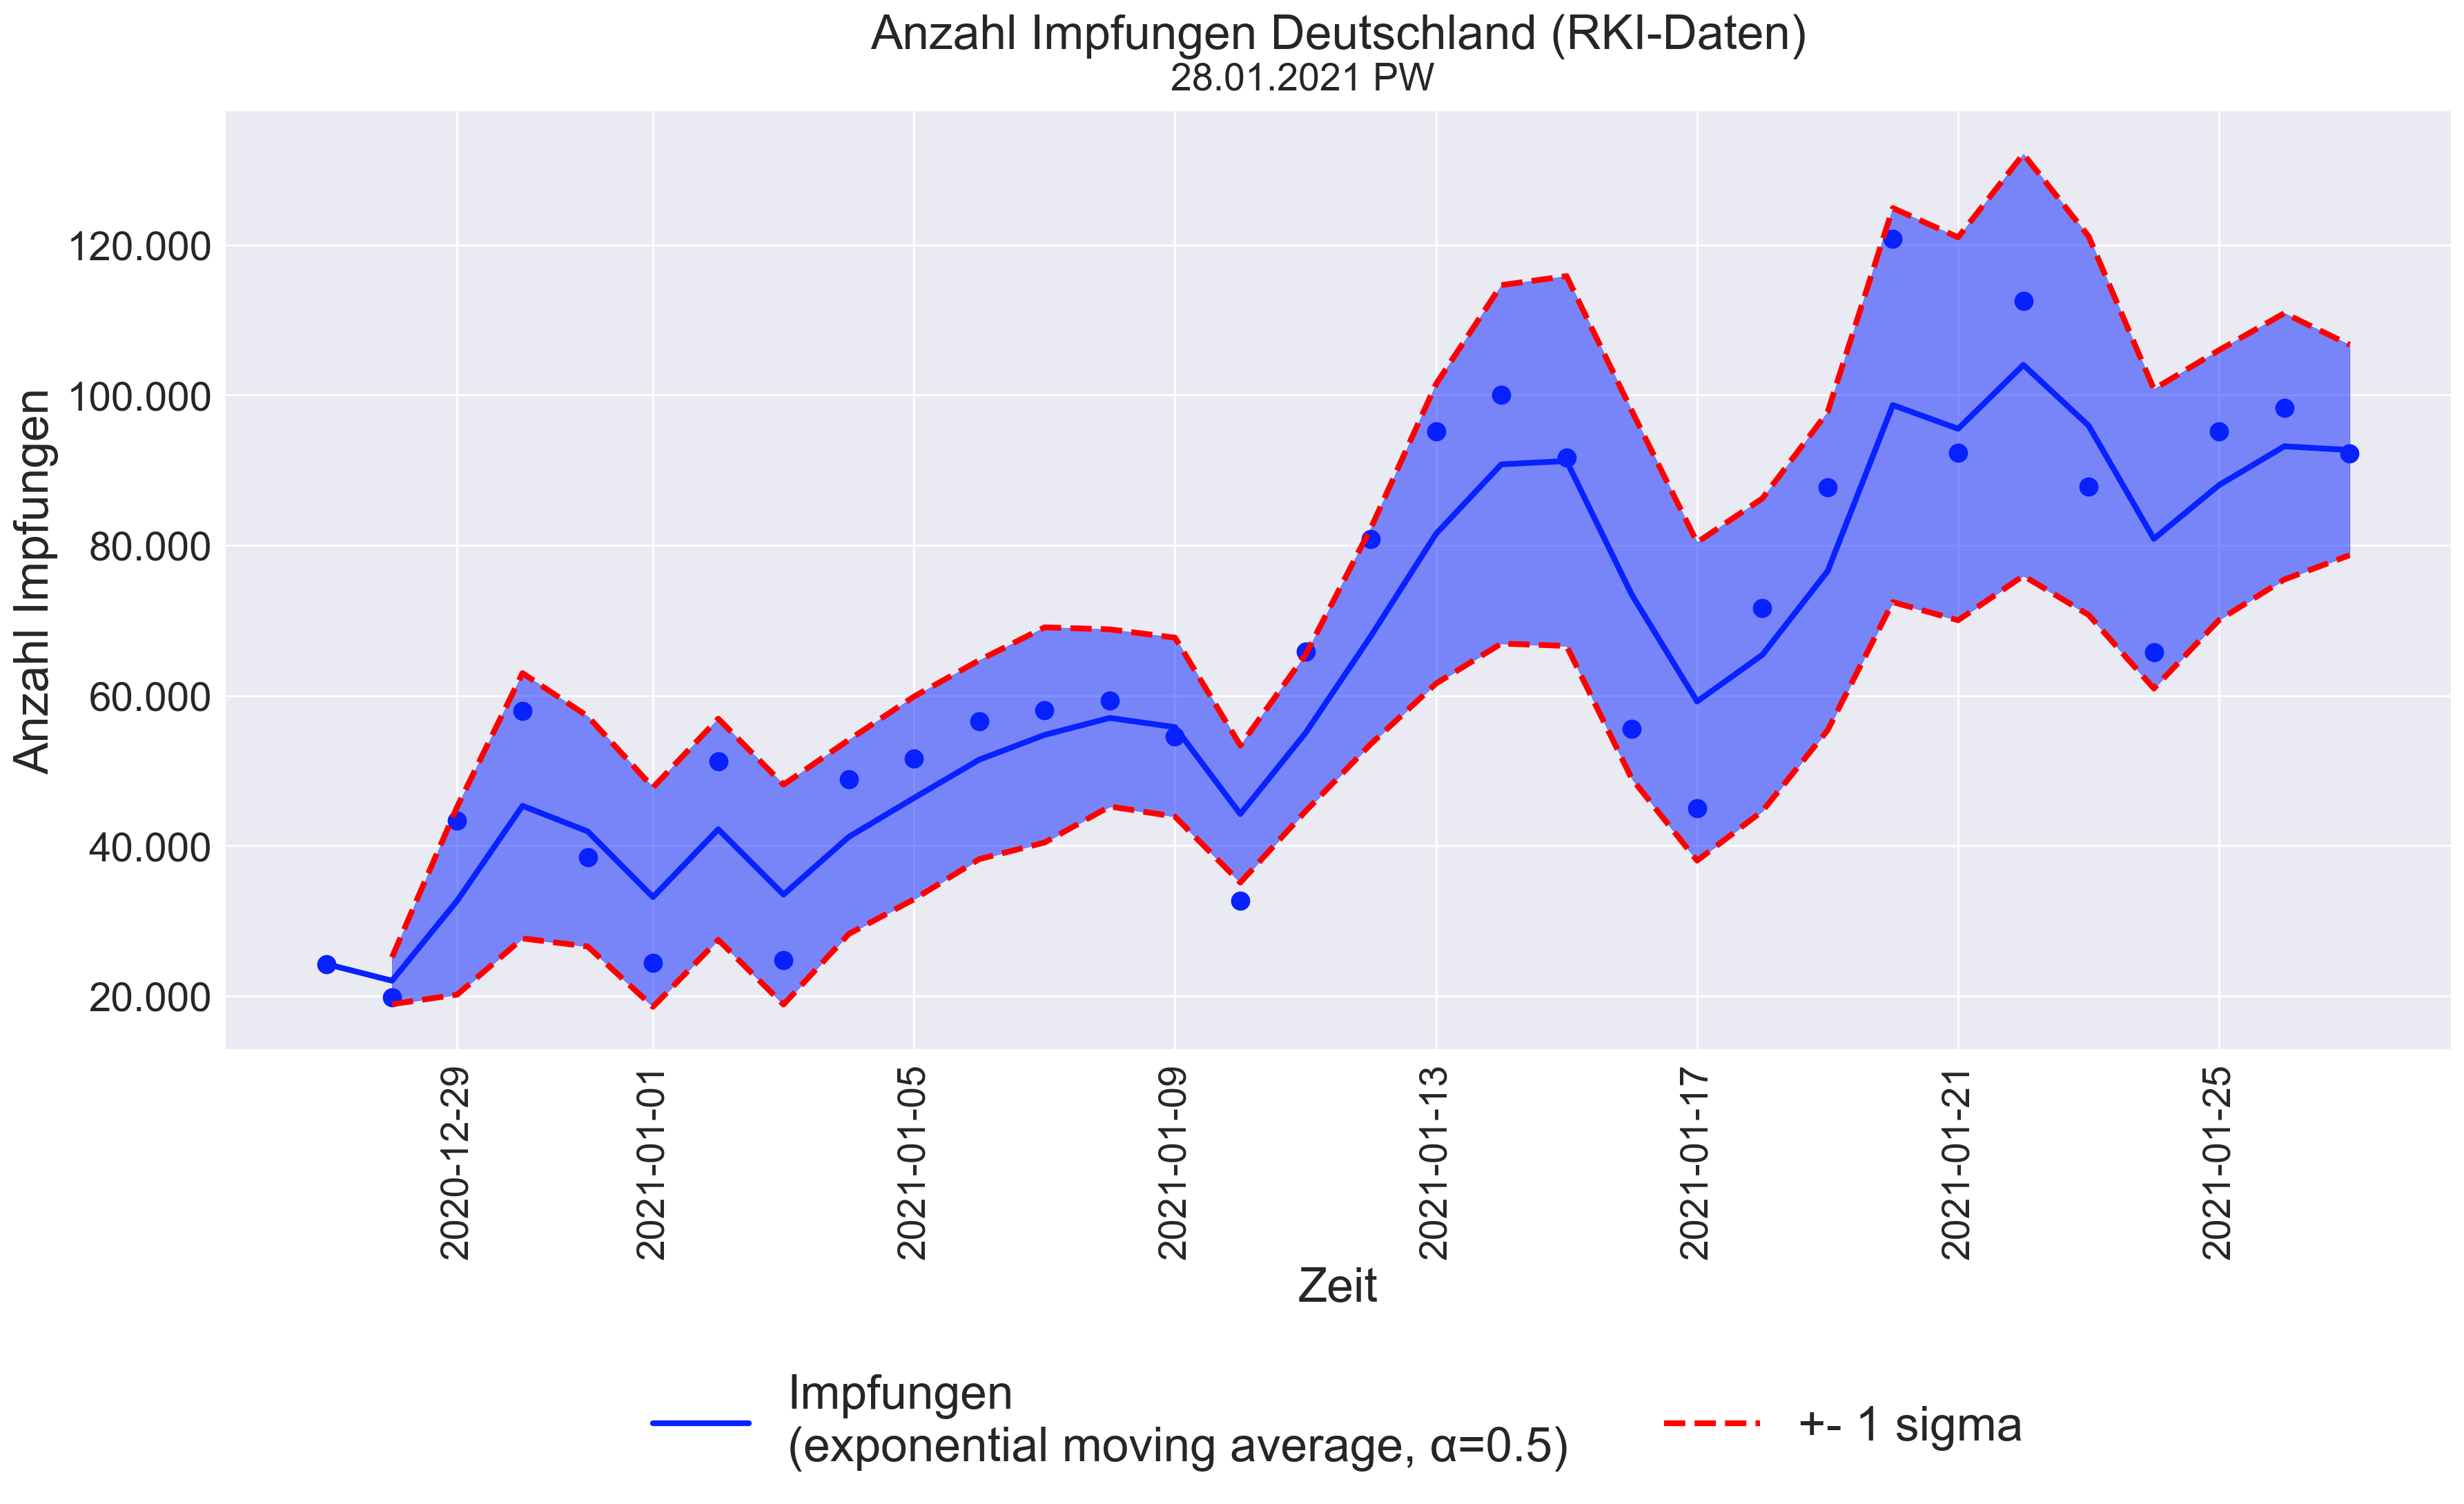 Anzahl Impfungen Deutschland (RKI-Daten)
28.01.2021 PW
Anzahl Impfungen
120.000
100.000
80.000
60.000
40.000
20.000
2020-12-29
2021-01-01
2021-01-05
2021-01-09
2021-01-13
2021-01-17
2021-01-21
2021-01-25
Zeit
Impfungen
(exponential moving average, α=0.5)
+- 1 sigma